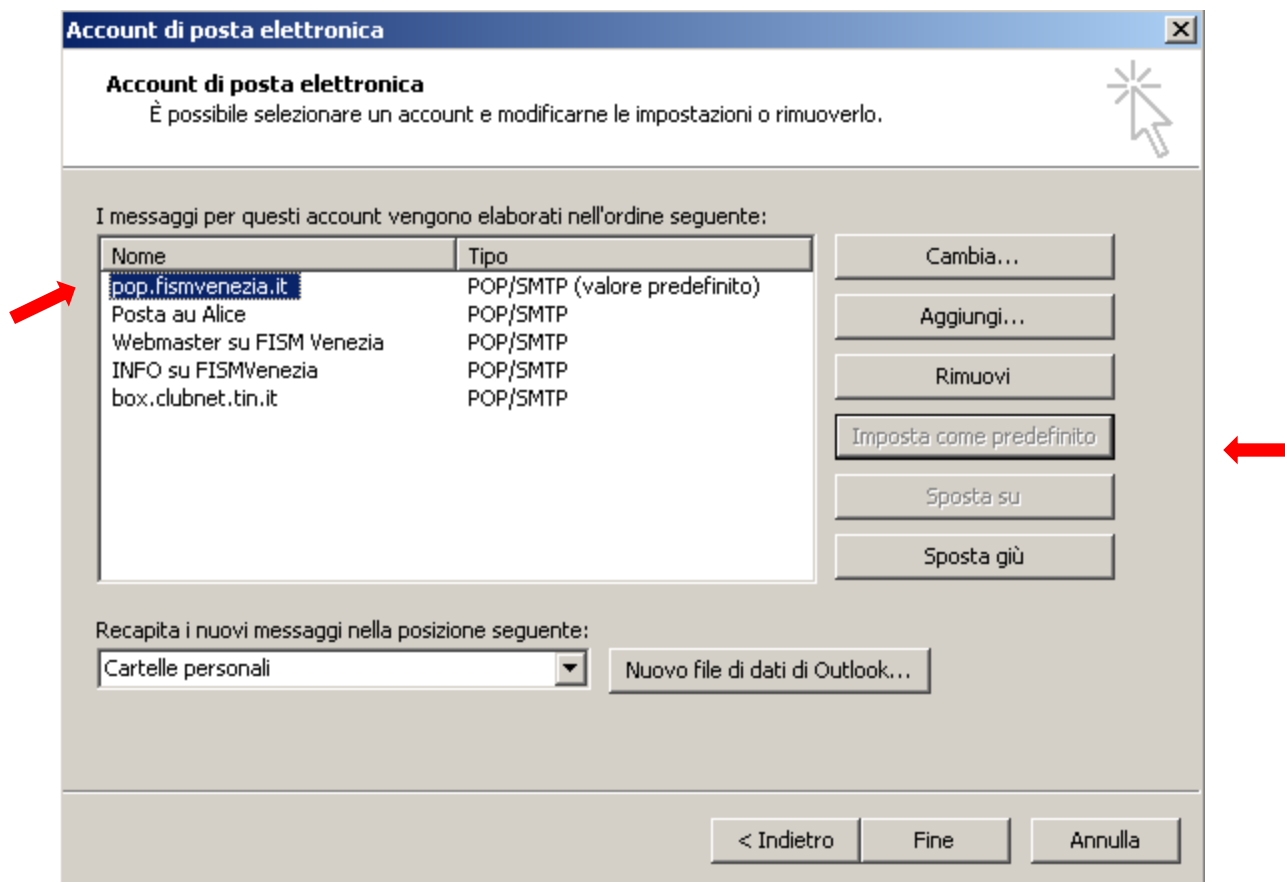 Account di posta elettronica
Account di posta elettronica
È possibile selezionare un account e modificarne le impostazioni o rimuoverlo.
I messaggi per questi account vengono elaborati nell'ordine seguente:
Nome Tipo
pop.fismvenezia.it POP/SMTP (valore predefinito)
Posta au Alice POP/SMTP
Webmaster su FISM Venezia POP/SMTP
INFO su FISMVenezia POP/SMTP
box.clubnet.tin.it POP/SMTP
Cambia...
Aggiungi...
Rimuovi
Imposta come predefinito
Sposta su
Sposta giù
Recapita i nuovi messaggi nella posizione seguente:
Cartelle personali Nuovo file di dati di Outlook...
< Indietro Fine Annulla